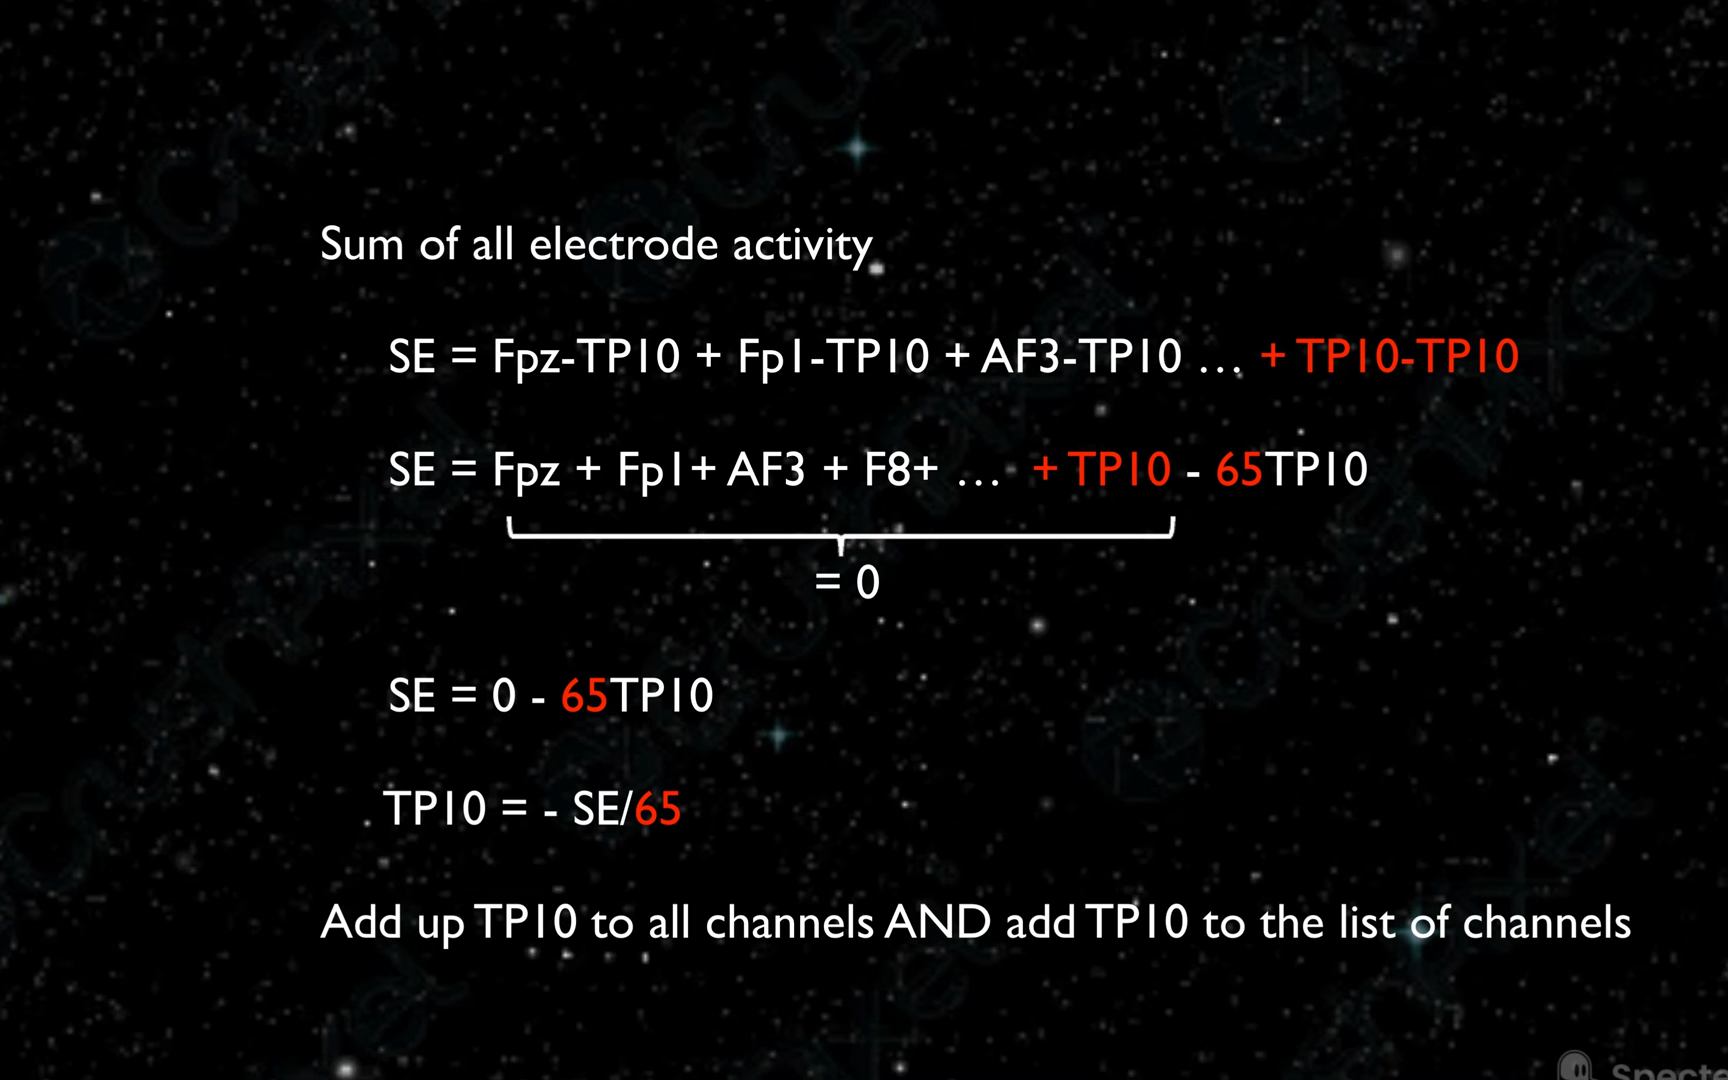 Sum of all electrode activity
SE = Fpz-TP10 + Fp1-TP10 + AF3-TP10 ... + TP10-TP10
SE = Fpz + Fp1+ AF3 + F8+ ... + TP10 - 65TP10
= 0
SE = 0 - 65TP10
TP10 = - SE/65
Add up TP10 to all channels AND add TP10 to the list of channels